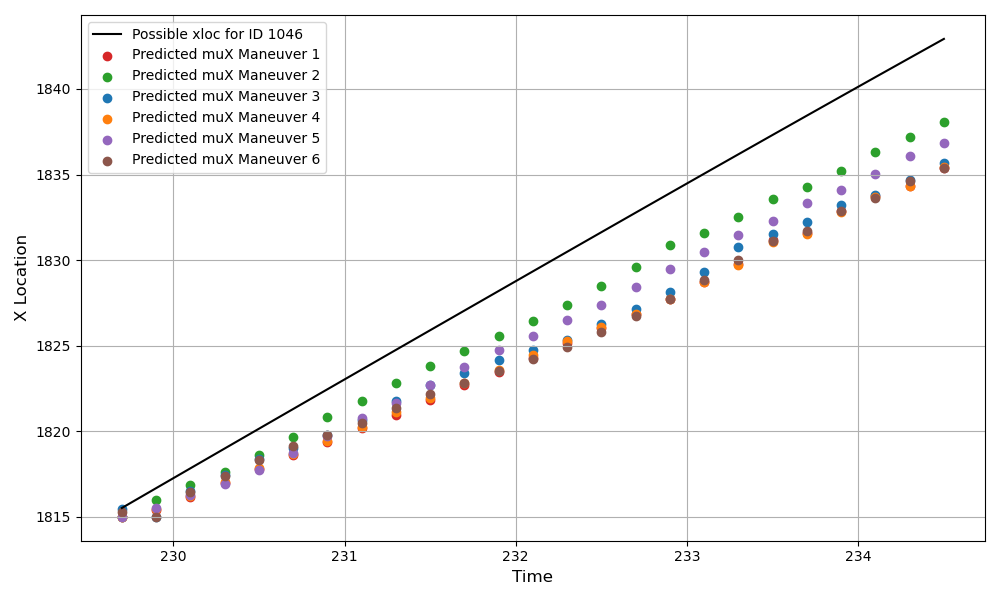 Possible xloc for ID 1046
Predicted muX Maneuver 1
Predicted muX Maneuver 2
Predicted muX Maneuver 3
Predicted muX Maneuver 4
Predicted muX Maneuver 5
Predicted muX Maneuver 6
1840
1835
1830
1825
1820
1815
X Location
230 231 232 233 234
Time